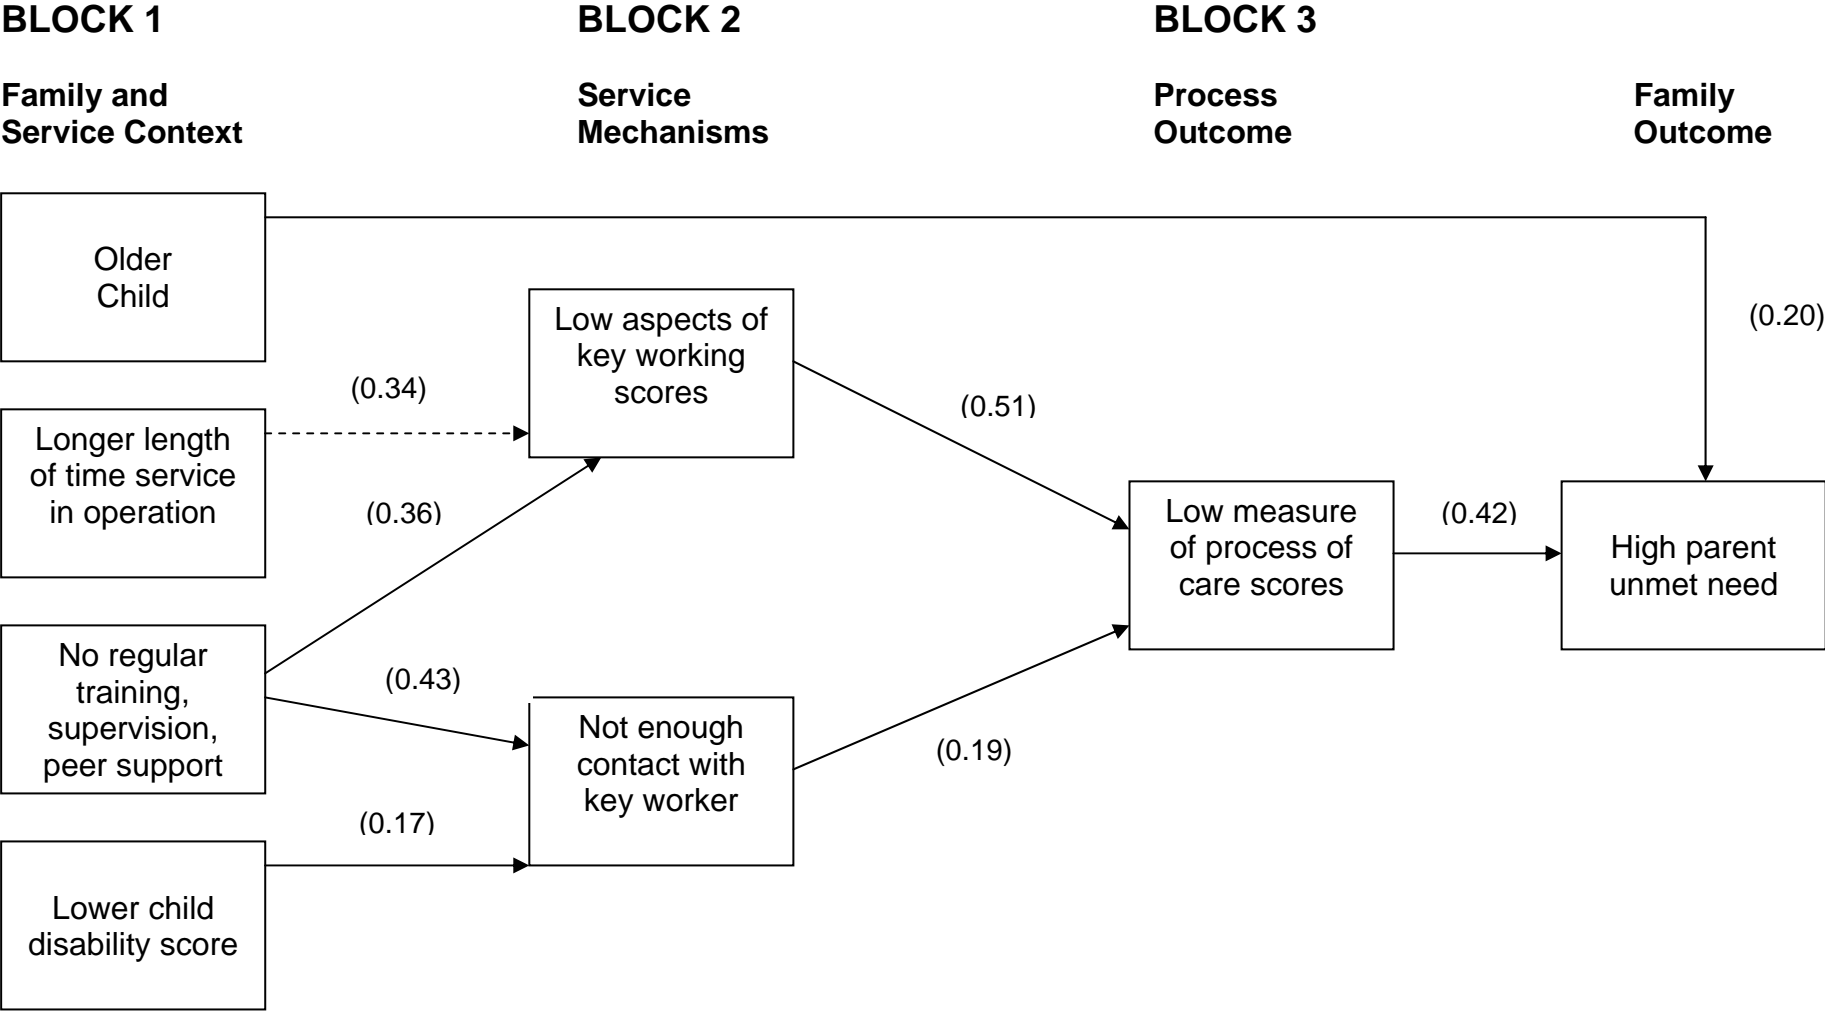 BLOCK 1
BLOCK 2
BLOCK 3
Family and
Service Context
Service
Mechanisms
Process
Outcome
Family
Outcome
Older
Child
Longer length
of time service
in operation
No regular
training,
supervision,
peer support
Lower child
disability score
(0.34)
(0.36)
(0.43)
(0.17)
Low aspects of
key working
scores
Not enough
contact with
key worker
(0.51)
(0.19)
Low measure
of process of
care scores
(0.42)
(0.20)
High parent
unmet need